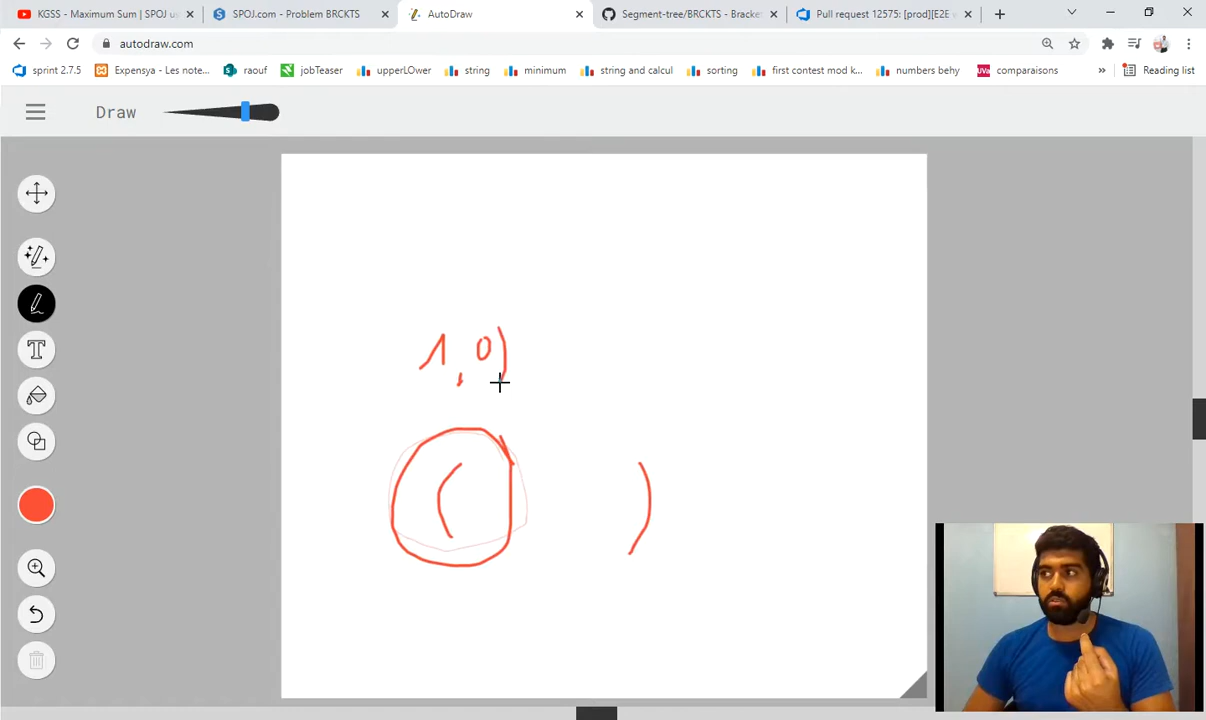 KGSS - Maximum Sum | SPOJ u
SPOJ.com - Problem BRCKTS
AutoDraw
Segment-tree/BRCKTS - Bracket
Pull request 12575: [prod][E2E
autodraw.com
sprint 2.7.5
Expensya - Les note...
raouf
jobTeaser
upperLOwer
string
minimum
string and calcul
sorting
first contest mod k...
numbers behy
UVa comparaisons
»
Reading list
Draw
T
1,0)
( )